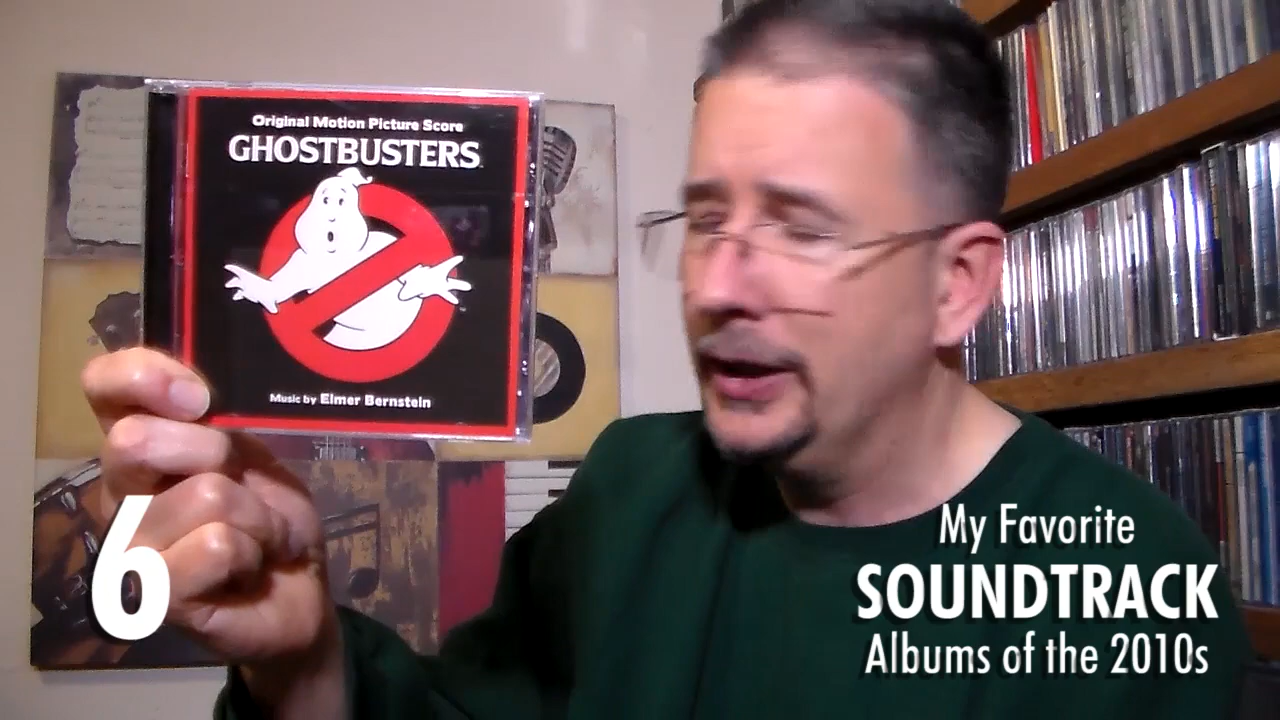 Original Motion Picture Score
GHOSTBUSTERS
Music by Elmer Bernstein
6
My Favorite
SOUNDTRACK
Albums of the 2010s